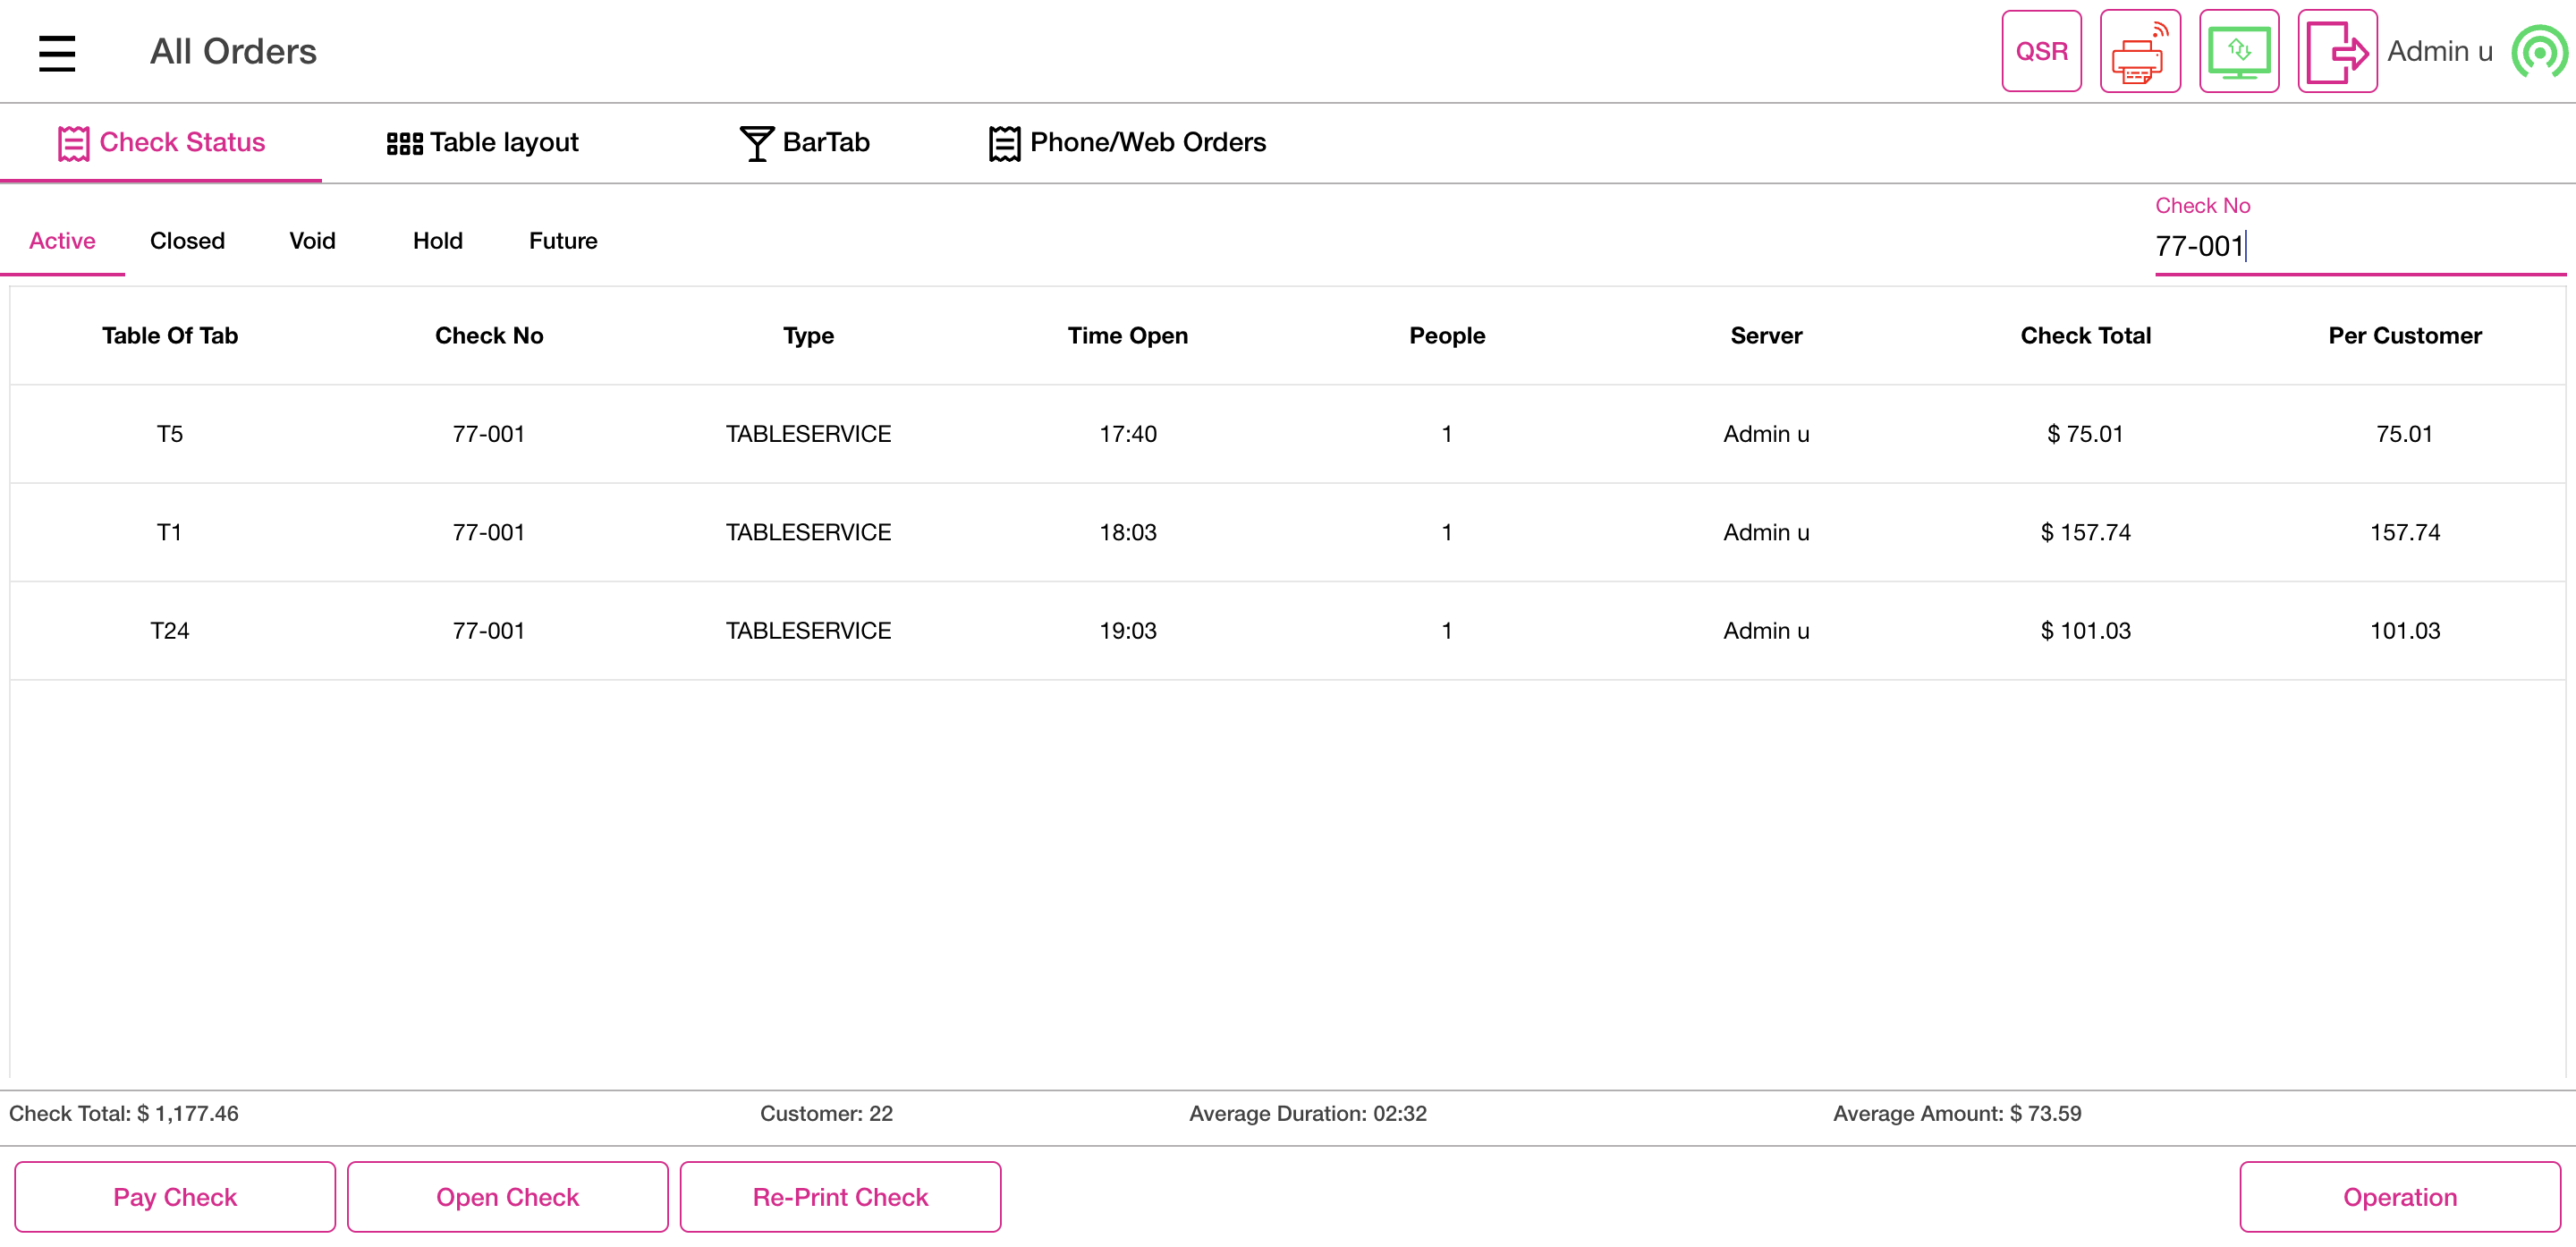 All Orders
QSR
Admin u
Check Status
Table layout
BarTab
Phone/Web Orders
Active
Closed
Void
Hold
Future
Check No
77-001
Table Of Tab Check No Type Time Open People Server Check Total Per Customer
T5 77-001 TABLESERVICE 17:40 1 Admin u $ 75.01 75.01
T1 77-001 TABLESERVICE 18:03 1 Admin u $ 157.74 157.74
T24 77-001 TABLESERVICE 19:03 1 Admin u $ 101.03 101.03
Check Total: $ 1,177.46 Customer: 22 Average Duration: 02:32 Average Amount: $ 73.59
Pay Check
Open Check
Re-Print Check
Operation